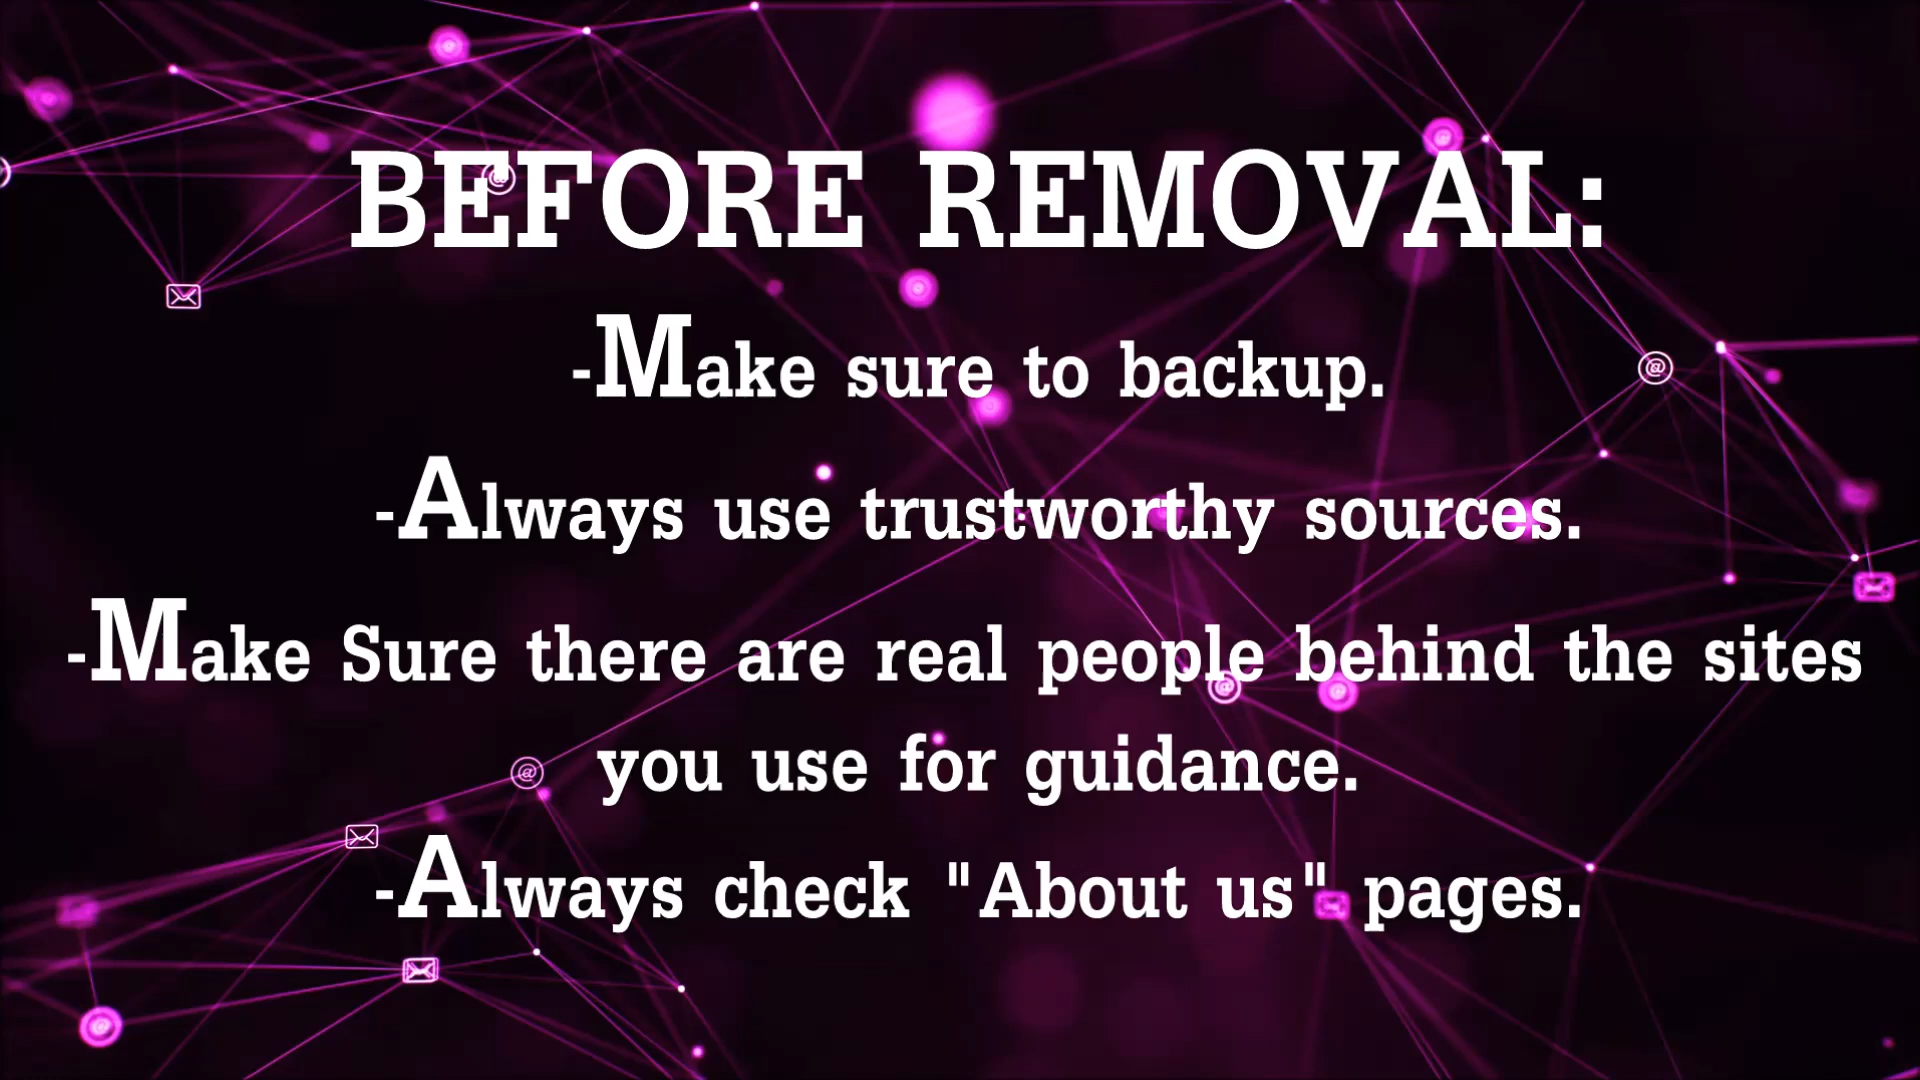 BEFORE REMOVAL:
-Make sure to backup.
-Always use trustworthy sources.
-Make Sure there are real people behind the sites
you use for guidance.
-Always check "About us" pages.